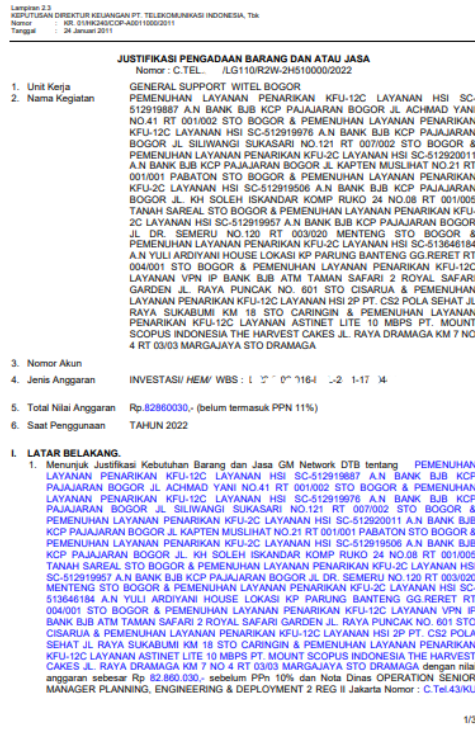 Lampiran 2.3
KEPUTUSAN DIREKTUR KEUANGAN PT. TELEKOMUNIKASI INDONESIA, Tbk
Nomor : KR. 01/HK240/COP-A0011000/2011
Tanggal : 24 Januari 2011
JUSTIFIKASI PENGADAAN BARANG DAN ATAU JASA
Nomor : C.TEL. /LG110/R2W-2H510000/2022
1. Unit Kerja GENERAL SUPPORT WITEL BOGOR
2. Nama Kegiatan PEMENUHAN LAYANAN PENARIKAN KFU-12C LAYANAN HSI SC-
512919887 A.N BANK BJB KCP PAJAJARAN BOGOR JL ACHMAD YANI
NO.41 RT 001/002 STO BOGOR & PEMENUHAN LAYANAN PENARIKAN
KFU-12C LAYANAN HSI SC-512919976 A.N BANK BJB KCP PAJAJARAN
BOGOR JL SILIWANGI SUKASARI NO.121 RT 007/002 STO BOGOR &
PEMENUHAN LAYANAN PENARIKAN KFU-2C LAYANAN HSI SC-512920011
A.N BANK BJB KCP PAJAJARAN BOGOR JL KAPTEN MUSLIHAT NO.21 RT
001/001 PABATON STO BOGOR & PEMENUHAN LAYANAN PENARIKAN
KFU-2C LAYANAN HSI SC-512919506 A.N BANK BJB KCP PAJAJARAN
BOGOR JL. KH SOLEH ISKANDAR KOMP RUKO 24 NO.08 RT 001/005
TANAH SAREAL STO BOGOR & PEMENUHAN LAYANAN PENARIKAN KFU-
2C LAYANAN HSI SC-512919957 A.N BANK BJB KCP PAJAJARAN BOGOR
JL DR. SEMERU NO.120 RT 003/020 MENTENG STO BOGOR &
PEMENUHAN LAYANAN PENARIKAN KFU-2C LAYANAN HSI SC-513646184
A.N YULI ARDIYANI HOUSE LOKASI KP PARUNG BANTENG GG.RERET RT
004/001 STO BOGOR & PEMENUHAN LAYANAN PENARIKAN KFU-12C
LAYANAN VPN IP BANK BJB ATM TAMAN SAFARI 2 ROYAL SAFARI
GARDEN JL. RAYA PUNCAK NO. 601 STO CISARUA & PEMENUHAN
LAYANAN PENARIKAN KFU-12C LAYANAN HSI 2P PT. CS2 POLA SEHAT JL
RAYA SUKABUMI KM 18 STO CARINGIN & PEMENUHAN LAYANAN
PENARIKAN KFU-12C LAYANAN ASTINET LITE 10 MBPS PT. MOUNT
SCOPUS INDONESIA THE HARVEST CAKES JL. RAYA DRAMAGA KM 7 NO
4 RT 03/03 MARGAJAYA STO DRAMAGA
3. Nomor Akun
4. Jenis Anggaran INVESTASI/ HEM/ WBS :
5. Total Nilai Anggaran Rp.82860030,- (belum termasuk PPN 11%)
6. Saat Penggunaan TAHUN 2022
I. LATAR BELAKANG.
1. Menunjuk Justifikasi Kebutuhan Barang dan Jasa GM Network DTB tentang PEMENUHAN
LAYANAN PENARIKAN KFU-12C LAYANAN HSI SC-512919887 A.N BANK BJB KCP
PAJAJARAN BOGOR JL ACHMAD YANI NO.41 RT 001/002 STO BOGOR & PEMENUHAN
LAYANAN PENARIKAN KFU-12C LAYANAN HSI SC-512919976 A.N BANK BJB KCP
PAJAJARAN BOGOR JL SILIWANGI SUKASARI NO.121 RT 007/002 STO BOGOR &
PEMENUHAN LAYANAN PENARIKAN KFU-2C LAYANAN HSI SC-512920011 A.N BANK BJB
KCP PAJAJARAN BOGOR JL KAPTEN MUSLIHAT NO.21 RT 001/001 PABATON STO BOGOR &
PEMENUHAN LAYANAN PENARIKAN KFU-2C LAYANAN HSI SC-512919506 A.N BANK BJB
KCP PAJAJARAN BOGOR JL. KH SOLEH ISKANDAR KOMP RUKO 24 NO.08 RT 001/005
TANAH SAREAL STO BOGOR & PEMENUHAN LAYANAN PENARIKAN KFU-2C LAYANAN HSI
SC-512919957 A.N BANK BJB KCP PAJAJARAN BOGOR JL DR. SEMERU NO.120 RT 003/020
MENTENG STO BOGOR & PEMENUHAN LAYANAN PENARIKAN KFU-2C LAYANAN HSI SC-
513646184 A.N YULI ARDIYANI HOUSE LOKASI KP PARUNG BANTENG GG.RERET RT
004/001 STO BOGOR & PEMENUHAN LAYANAN PENARIKAN KFU-12C LAYANAN VPN IP
BANK BJB ATM TAMAN SAFARI 2 ROYAL SAFARI GARDEN JL. RAYA PUNCAK NO. 601 STO
CISARUA & PEMENUHAN LAYANAN PENARIKAN KFU-12C LAYANAN HSI 2P PT. CS2 POLA
SEHAT JL RAYA SUKABUMI KM 18 STO CARINGIN & PEMENUHAN LAYANAN PENARIKAN
KFU-12C LAYANAN ASTINET LITE 10 MBPS PT. MOUNT SCOPUS INDONESIA THE HARVEST
CAKES JL. RAYA DRAMAGA KM 7 NO 4 RT 03/03 MARGAJAYA STO DRAMAGA dengan nilai
anggaran sebesar Rp 82.860.030,- sebelum PPn 10% dan Nota Dinas OPERATION SENIOR
MANAGER PLANNING, ENGINEERING & DEPLOYMENT 2 REG II Jakarta Nomor : C.Tel.43/KU
1/3